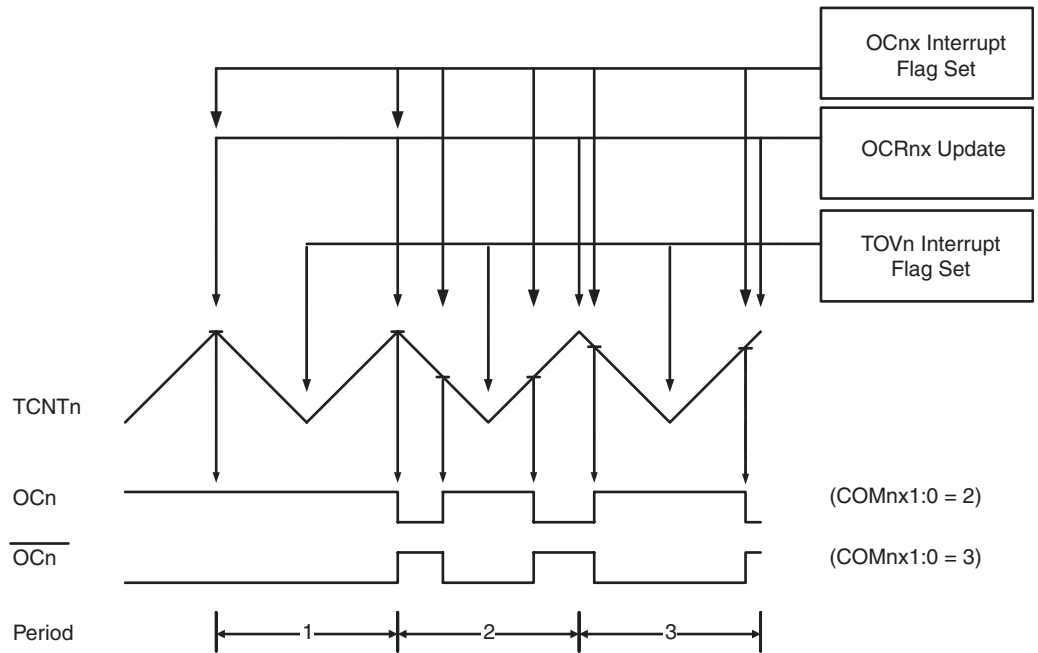 OCnx Interrupt
Flag Set
OCRnx Update
TOVn Interrupt
Flag Set
TCNTn
OCn
(COMnx1:0 = 2)
OCn
(COMnx1:0 = 3)
Period
1
2
3